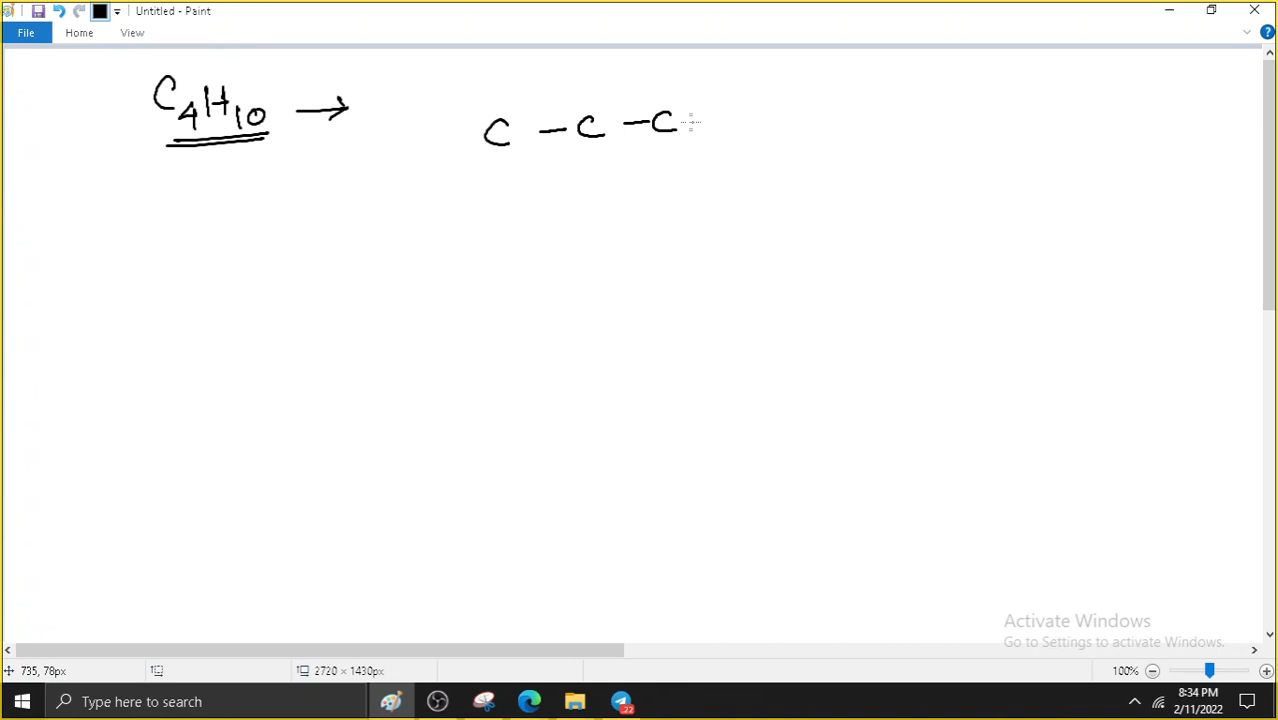 Untitled - Paint
File Home View
C₄H₁₀ → C - C - C
Activate Windows
Go to Settings to activate Windows.
735, 78px 2720 × 1430px 100%
Type here to search 22 8:34 PM
2/11/2022